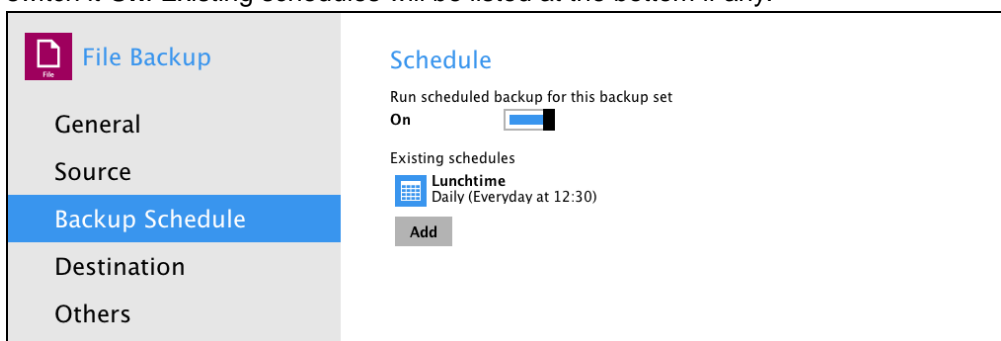 Switch it On. Existing schedules will be listed at the bottom if any.
File Backup
File
General
Source
Backup Schedule
Destination
Others
Schedule
Run scheduled backup for this backup set
On
Existing schedules
Lunchtime
Daily (Everyday at 12:30)
Add